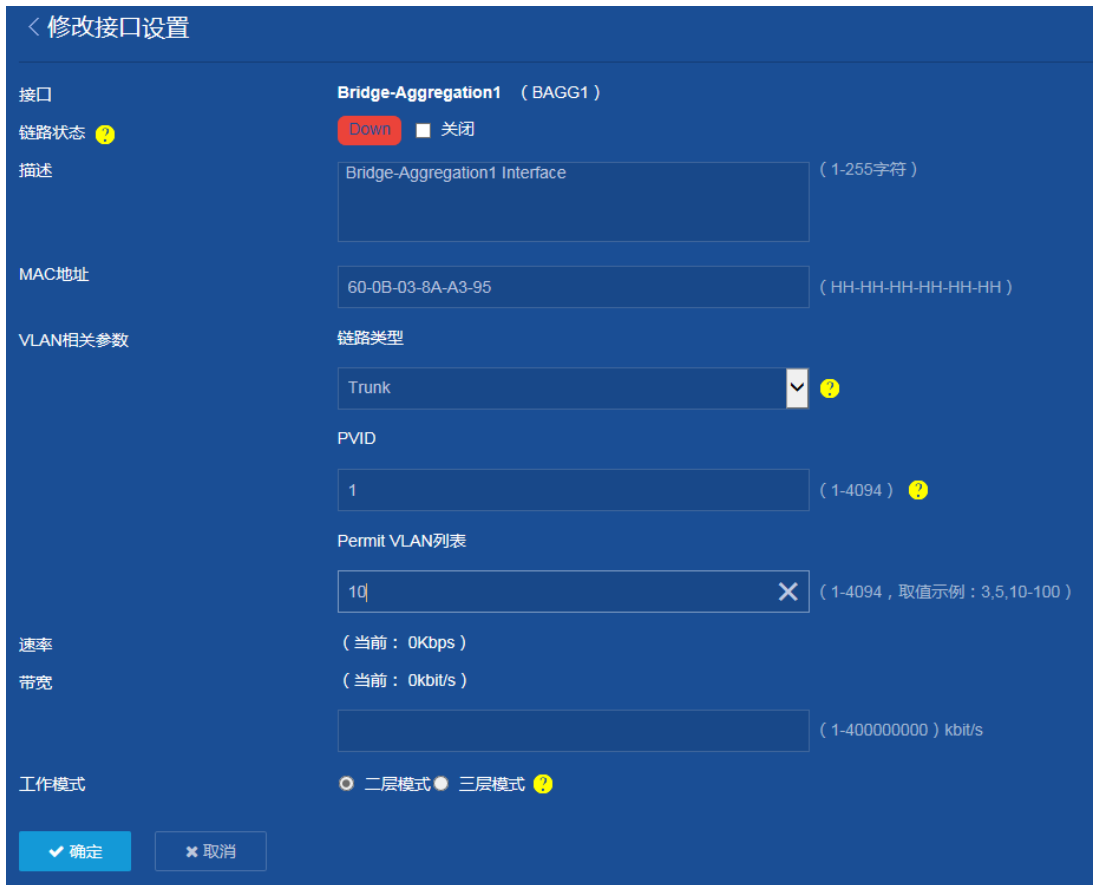 修改接口设置
接口 Bridge-Aggregation1 ( BAGG1 )
链路状态 ? Down 关闭
描述 Bridge-Aggregation1 Interface ( 1-255字符 )
MAC地址 60-0B-03-8A-A3-95 ( HH-HH-HH-HH-HH-HH )
VLAN相关参数 链路类型
Trunk ?
PVID
1 ( 1-4094 ) ?
Permit VLAN列表
10 ( 1-4094 , 取值示例 : 3,5,10-100 )
速率 ( 当前 : 0Kbps )
带宽 ( 当前 : 0kbit/s )
( 1-400000000 ) kbit/s
工作模式 二层模式 三层模式 ?
确定 取消